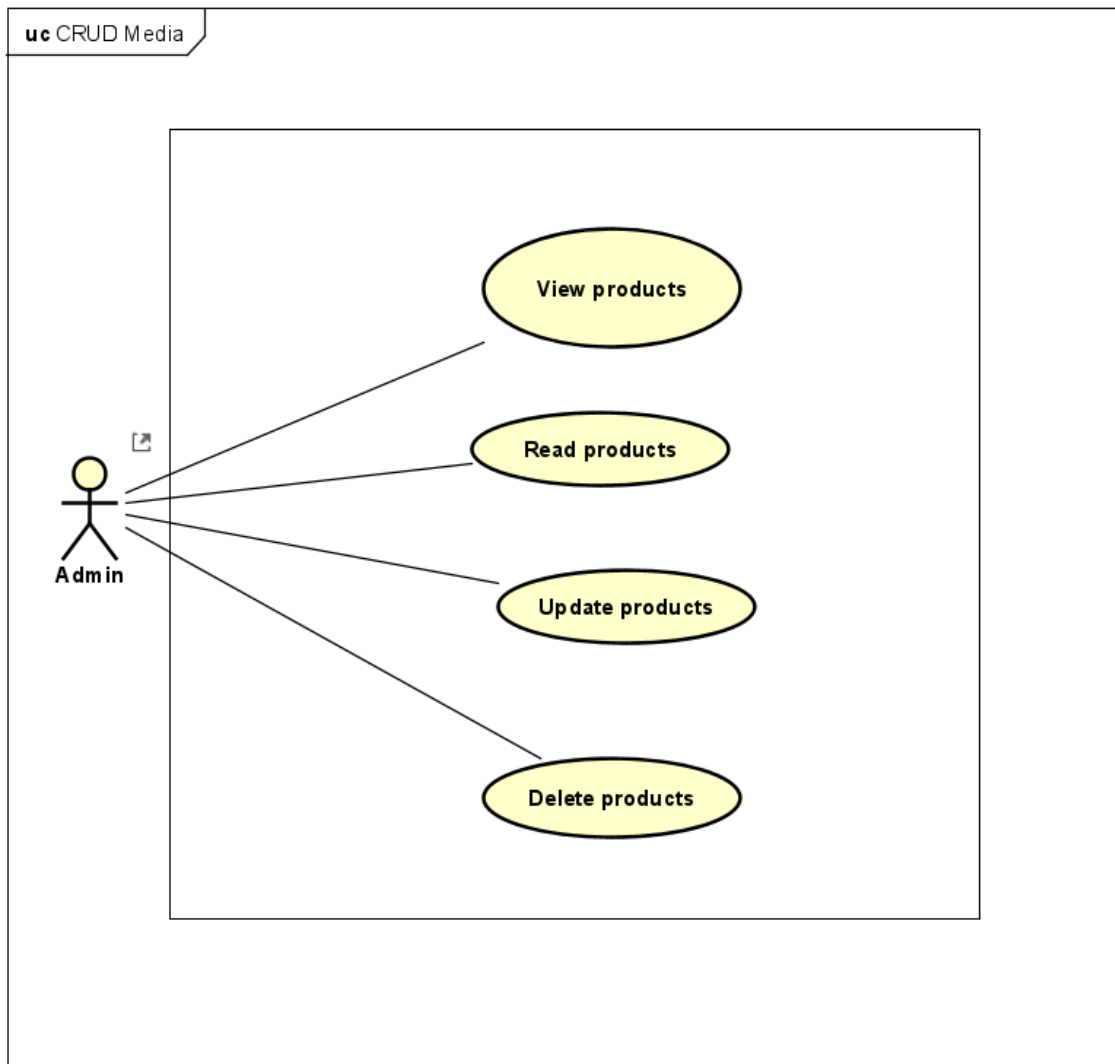 uc CRUD Media
View products
Read products
Admin
Update products
Delete products